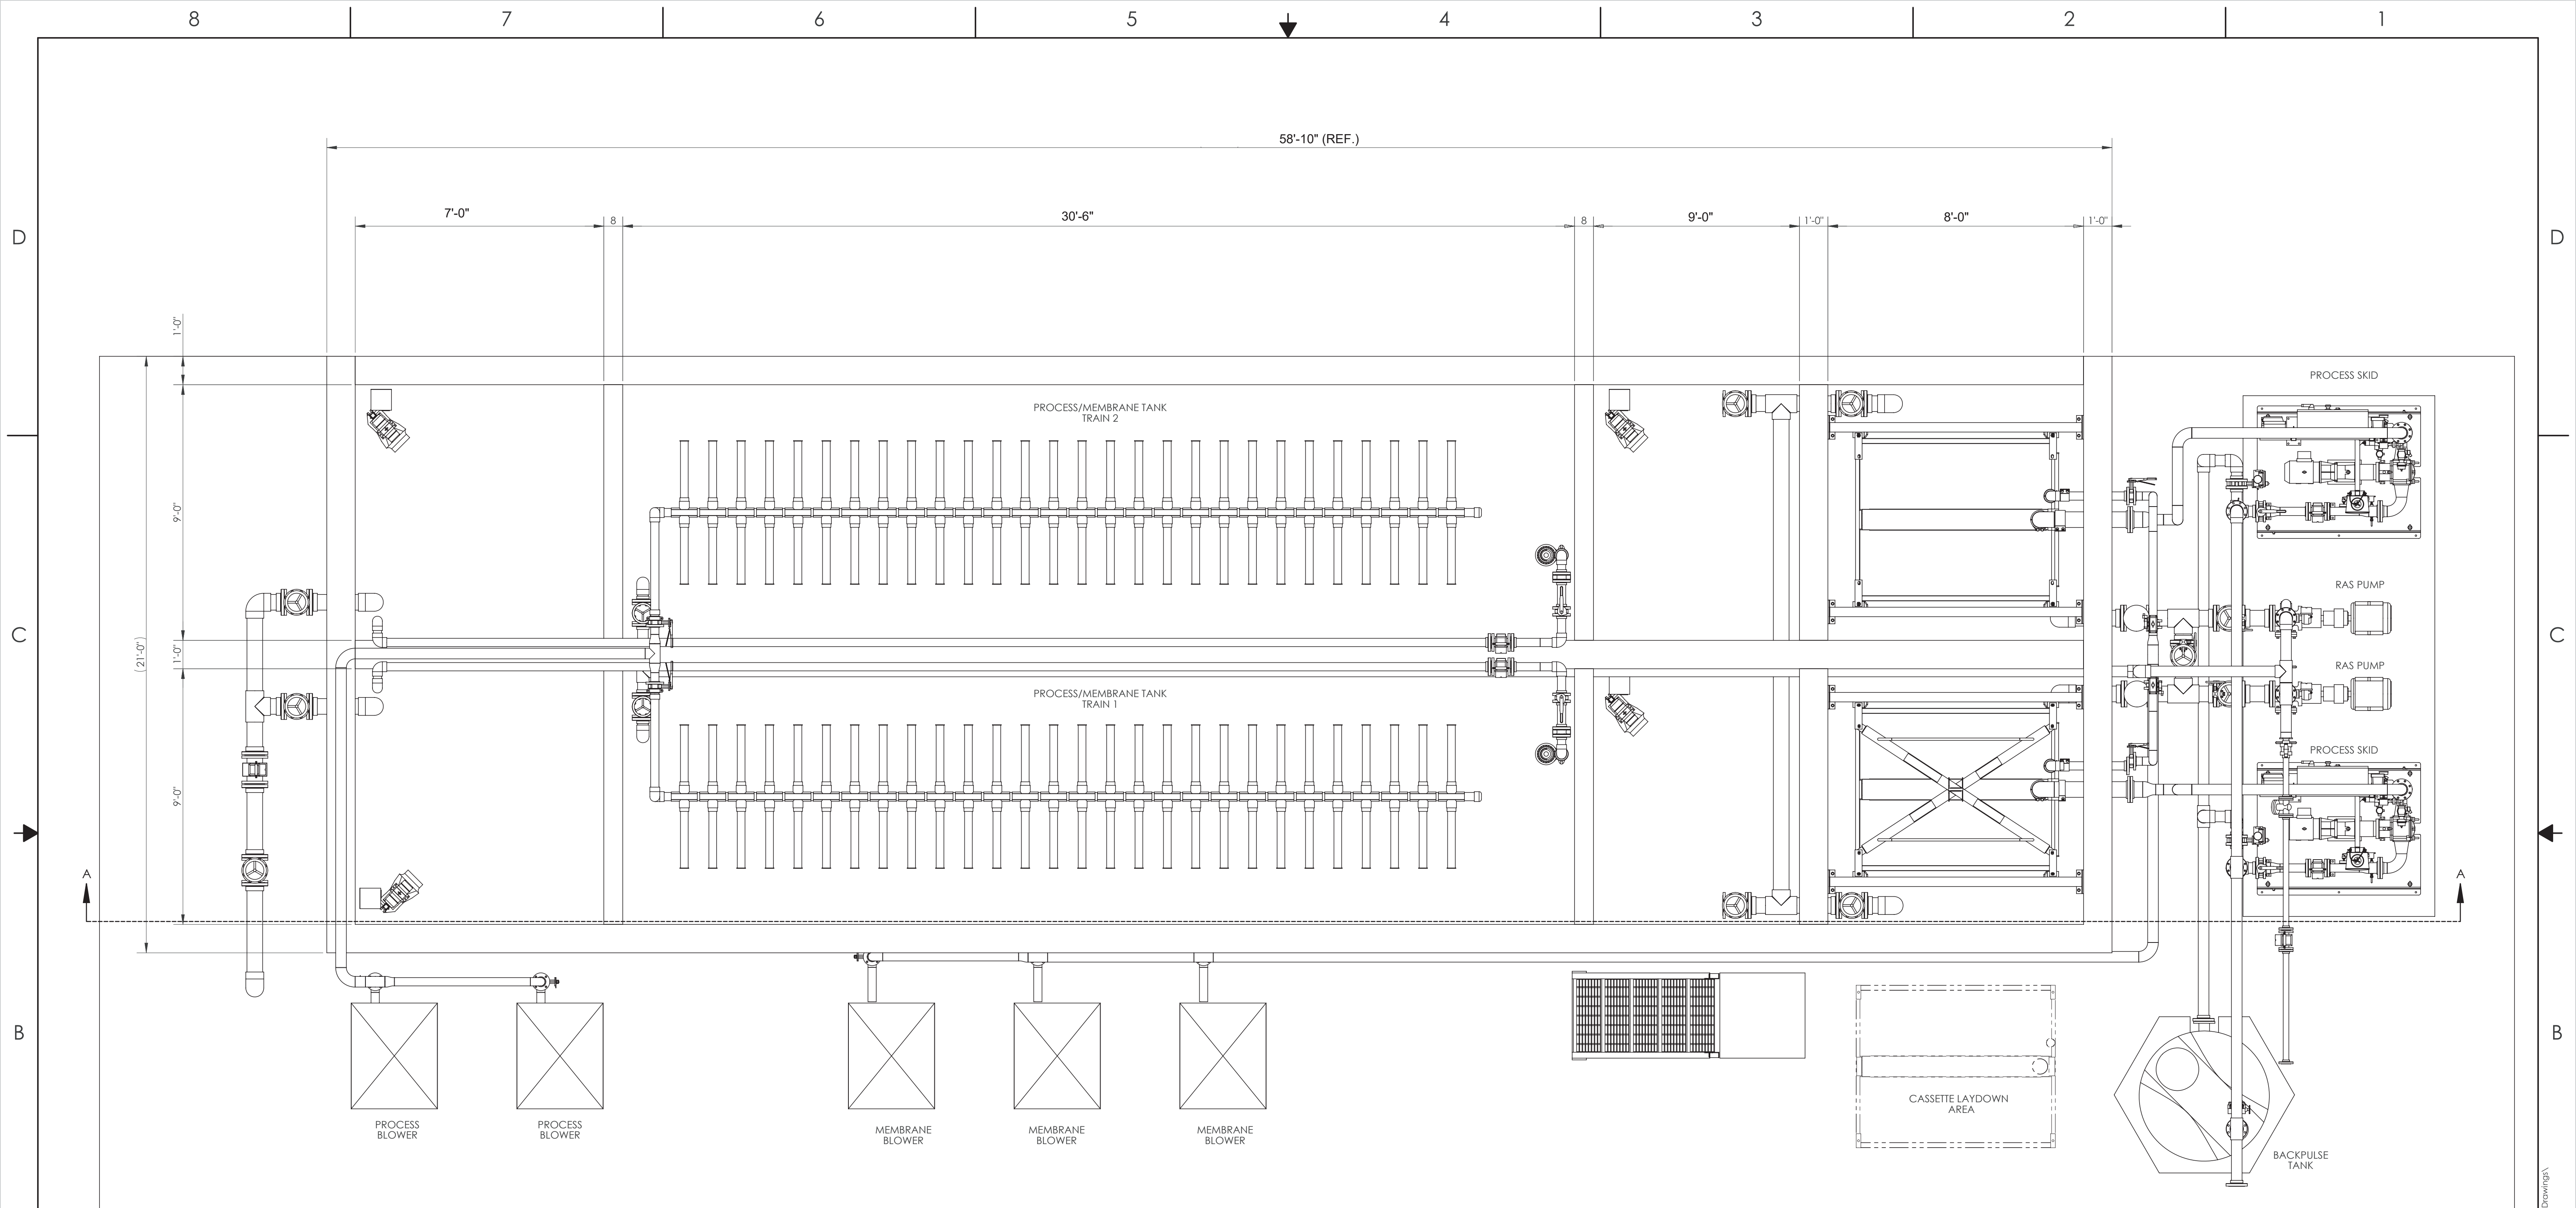 8 7 6 5 4 3 2 1
58'-10" (REF.)
7'-0" 8 30'-6" 8 9'-0" 1'-0" 8'-0" 1'-0"
D D
1'-0"
PROCESS SKID
PROCESS/MEMBRANE TANK
TRAIN 2
9'-0"
RAS PUMP
C C
(21'-0")
1'-0"
RAS PUMP
PROCESS/MEMBRANE TANK
TRAIN 1
PROCESS SKID
9'-0"
A A
B B
CASSETTE LAYDOWN
AREA
PROCESS
BLOWER
PROCESS
BLOWER
MEMBRANE
BLOWER
MEMBRANE
BLOWER
MEMBRANE
BLOWER
BACKPULSE
TANK
Drawings\